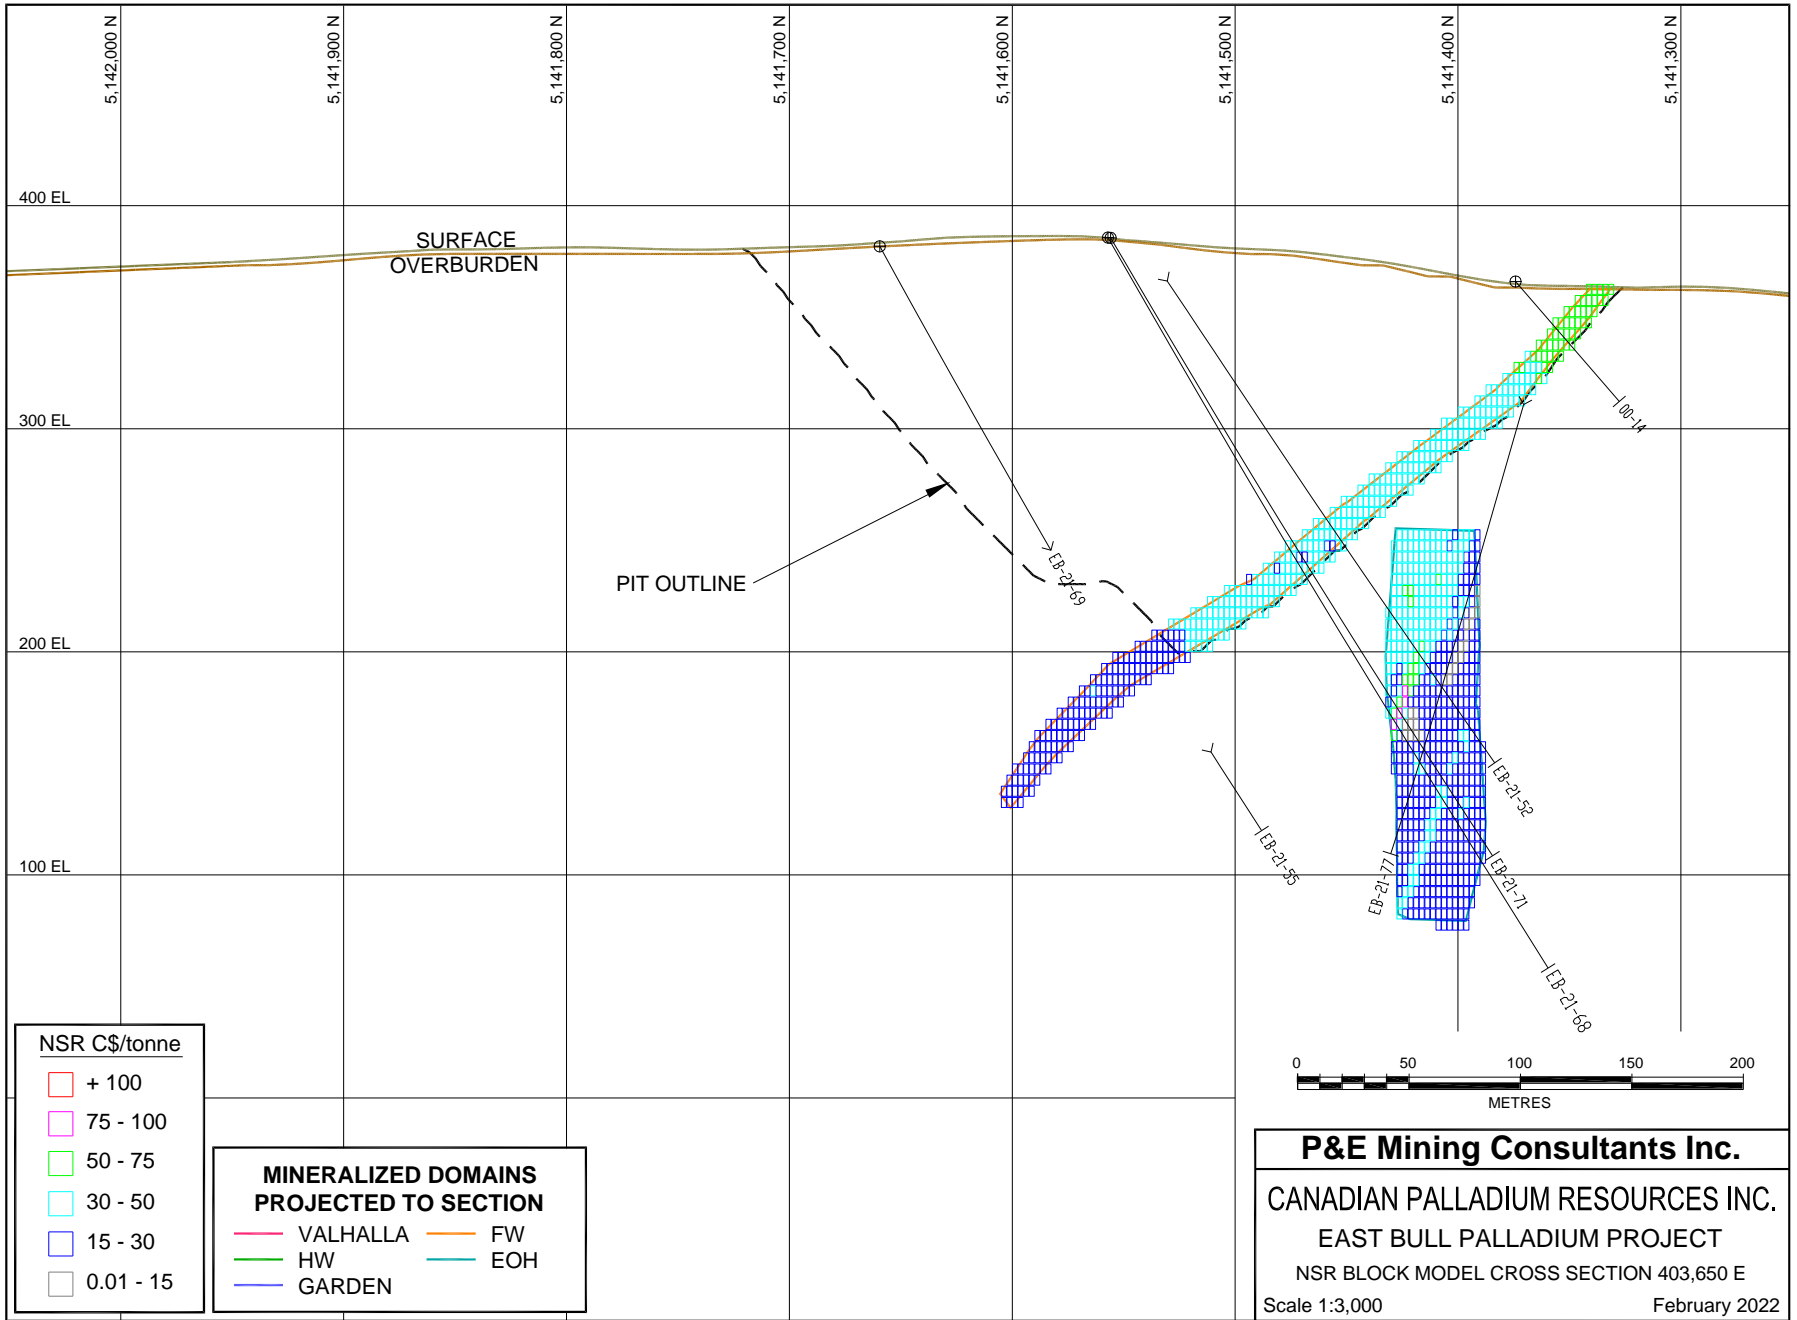 5,142,000 N
5,141,900 N
5,141,800 N
5,141,700 N
5,141,600 N
5,141,500 N
5,141,400 N
5,141,300 N
400 EL
300 EL
200 EL
100 EL
SURFACE
OVERBURDEN
PIT OUTLINE
EB-21-69
00-14
EB-21-52
EB-21-55
EB-21-77
EB-21-71
EB-21-68
NSR C$/tonne
+ 100
75 - 100
50 - 75
30 - 50
15 - 30
0.01 - 15
MINERALIZED DOMAINS
PROJECTED TO SECTION
VALHALLA FW
HW EOH
GARDEN
0 50 100 150 200
METRES
P&E Mining Consultants Inc.
CANADIAN PALLADIUM RESOURCES INC.
EAST BULL PALLADIUM PROJECT
NSR BLOCK MODEL CROSS SECTION 403,650 E
Scale 1:3,000 February 2022